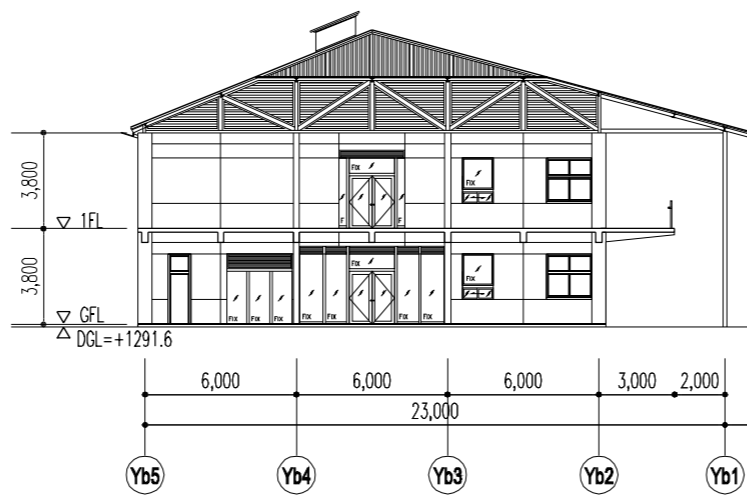 FIX
3,800
FIX
F
F
1FL
3,800
FIX
FIX
FIX
FIX
FIX
FIX
FIX
FIX
FIX
GFL
DGL=+1291.6
6,000
6,000
6,000
3,000
2,000
23,000
Yb5
Yb4
Yb3
Yb2
Yb1